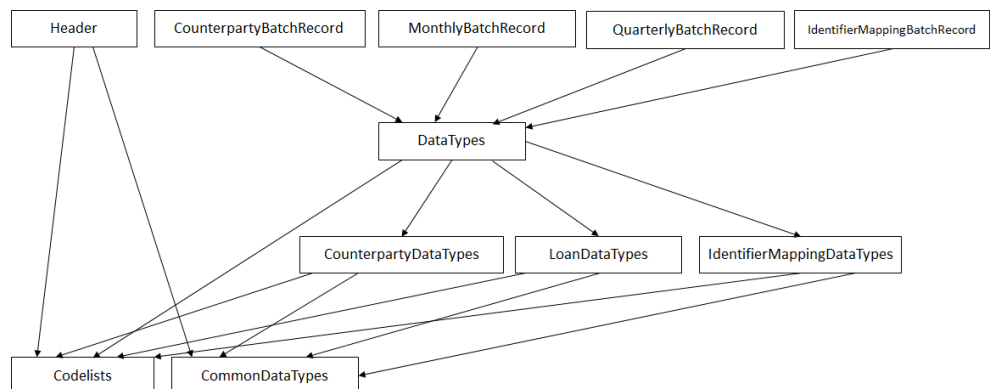 Header
CounterpartyBatchRecord
MonthlyBatchRecord
QuarterlyBatchRecord
IdentifierMappingBatchRecord
DataTypes
CounterpartyDataTypes
LoanDataTypes
IdentifierMappingDataTypes
Codelists
CommonDataTypes